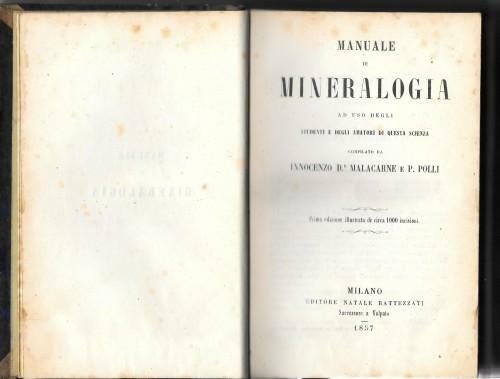 MANUALE
DI
MINERALOGIA
AD USO DEGLI
STUDENTI E DEGLI AMATORI DI QUESTA SCIENZA
COMPILATO DA
INNOCENZO D.r MALACARNE E P. POLLI
Prima edizione illustrata da circa 1000 incisioni.
MILANO
EDITORE NATALE BATTEZZATI
Successore a Volpato
1857